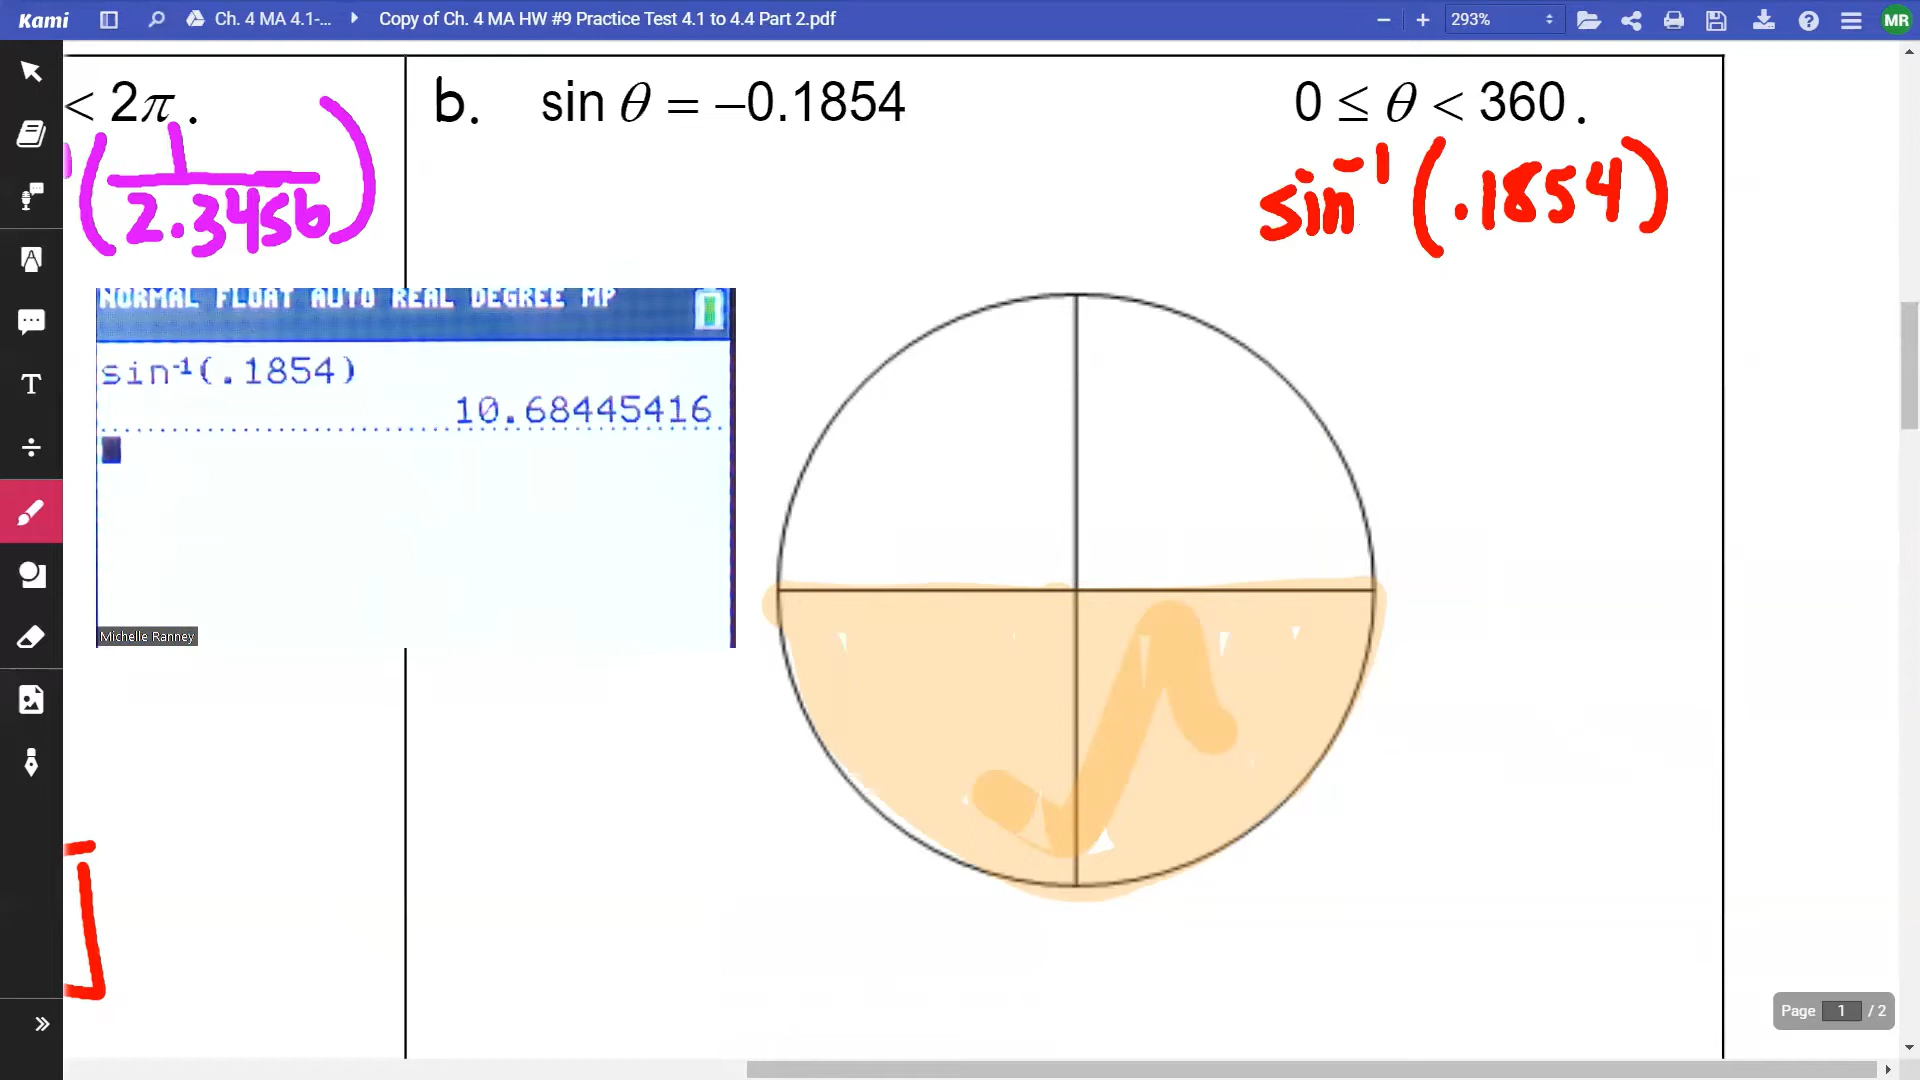 Kami Ch. 4 MA 4.1-... Copy of Ch. 4 MA HW #9 Practice Test 4.1 to 4.4 Part 2.pdf 293% MR
< 2π.
(1/2.3456)
b. sin θ = −0.1854 0 ≤ θ < 360.
sin⁻¹(.1854)
NORMAL FLOAT AUTO REAL DEGREE MP
sin⁻¹(.1854)
10.68445416
Michelle Ranney
Page 1 / 2